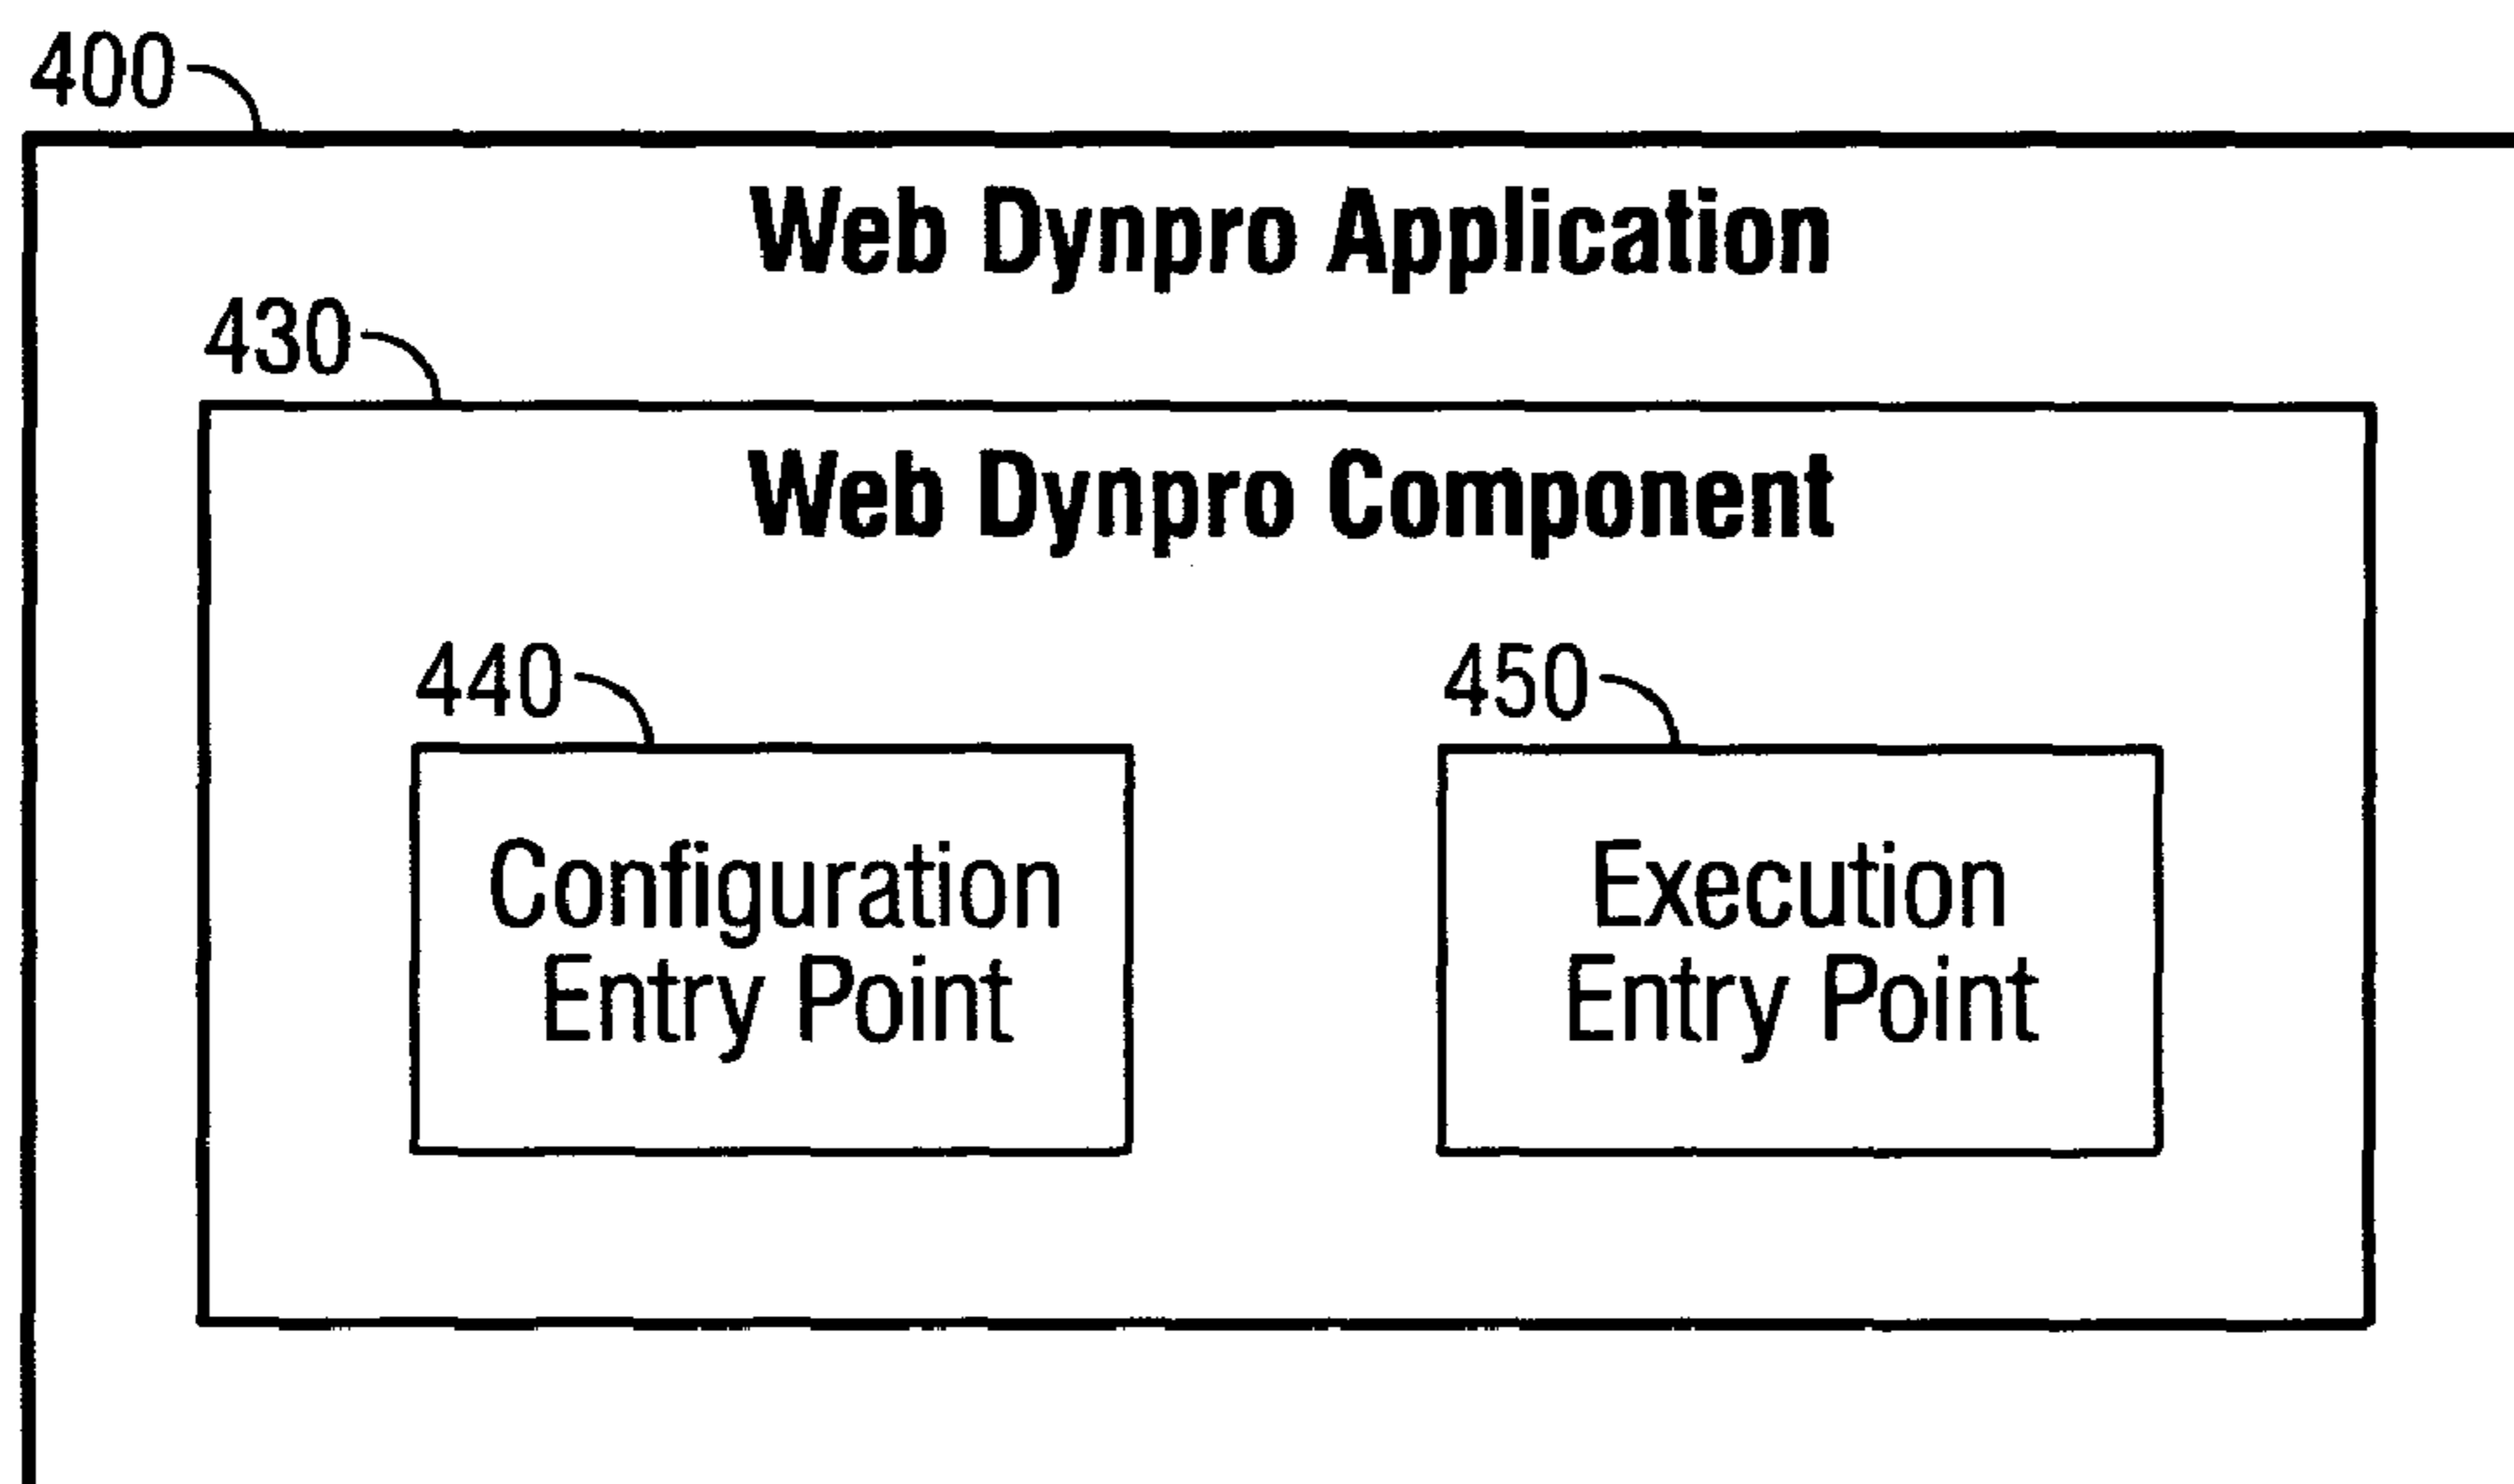 400
Web Dynpro Application
430
Web Dynpro Component
440
450
Configuration
Entry Point
Execution
Entry Point